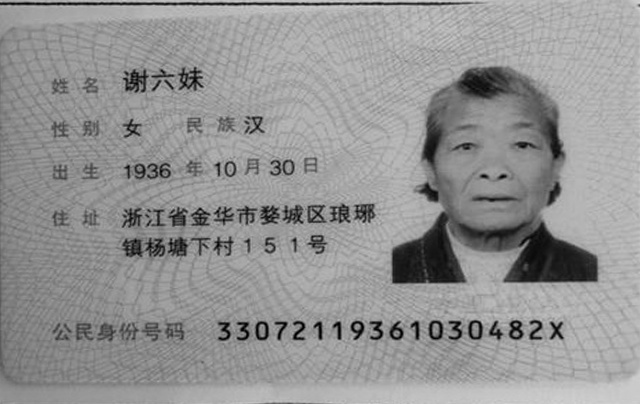 姓名 谢六妹
性别 女 民族 汉
出生 1936 年 10 月 30 日
住址 浙江省金华市婺城区琅琊
镇杨塘下村151号
公民身份号码 33072119361030482X